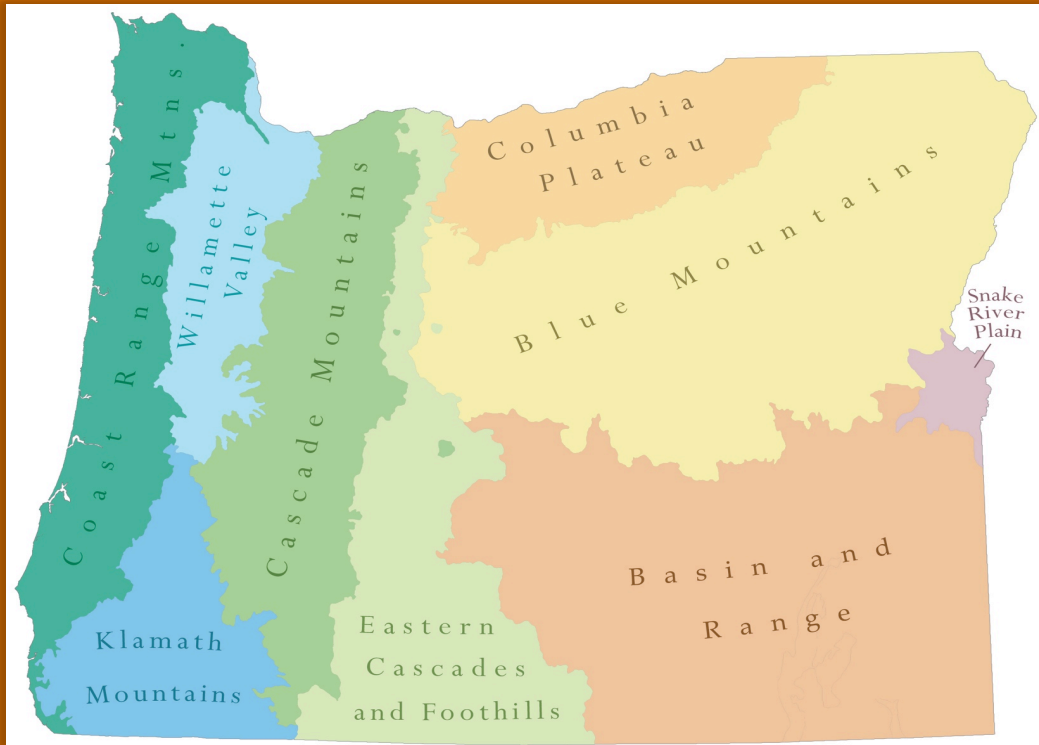 Coast Range Mtns.
Willamette
Valley
Cascade Mountains
Columbia
Plateau
Blue Mountains
Snake
River
Plain
Basin and
Range
Klamath
Mountains
Eastern
Cascades
and Foothills